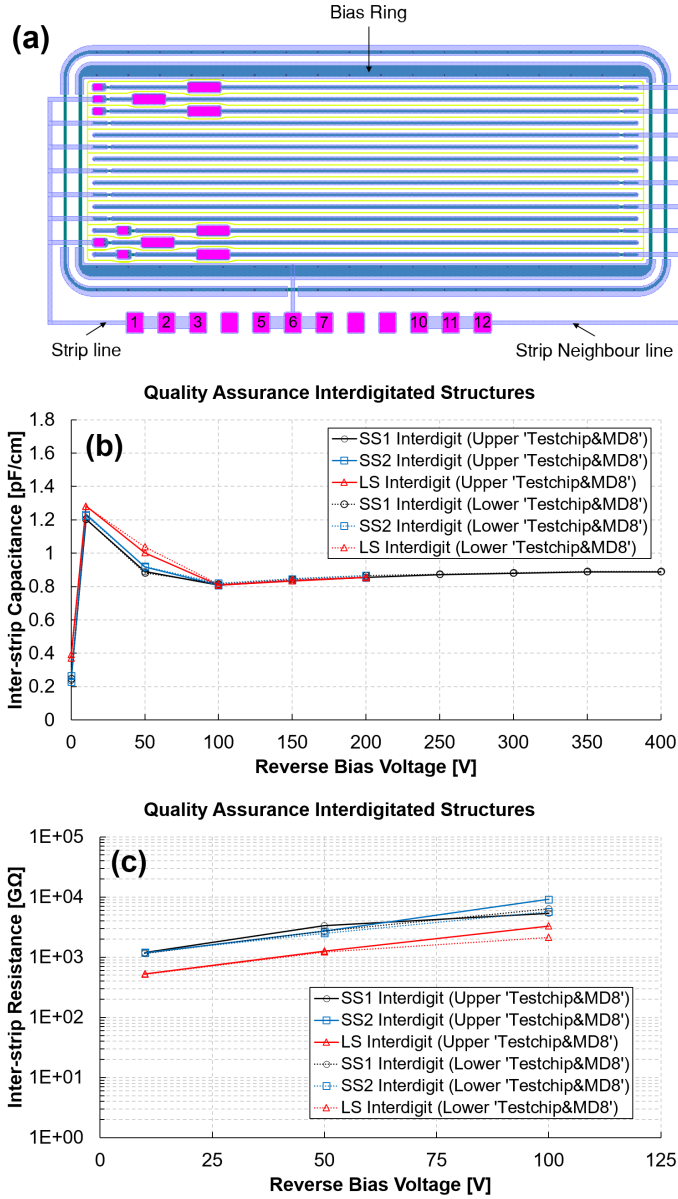 (a)
Bias Ring
1 2 3 5 6 7 10 11 12
Strip line
Strip Neighbour line
Quality Assurance Interdigitated Structures
(b)
Inter-strip Capacitance [pF/cm]
1.8
1.6
1.4
1.2
1
0.8
0.6
0.4
0.2
0
SS1 Interdigit (Upper 'Testchip&MD8')
SS2 Interdigit (Upper 'Testchip&MD8')
LS Interdigit (Upper 'Testchip&MD8')
SS1 Interdigit (Lower 'Testchip&MD8')
SS2 Interdigit (Lower 'Testchip&MD8')
LS Interdigit (Lower 'Testchip&MD8')
0 50 100 150 200 250 300 350 400
Reverse Bias Voltage [V]
Quality Assurance Interdigitated Structures
(c)
Inter-strip Resistance [GΩ]
1E+05
1E+04
1E+03
1E+02
1E+01
1E+00
SS1 Interdigit (Upper 'Testchip&MD8')
SS2 Interdigit (Upper 'Testchip&MD8')
LS Interdigit (Upper 'Testchip&MD8')
SS1 Interdigit (Lower 'Testchip&MD8')
SS2 Interdigit (Lower 'Testchip&MD8')
LS Interdigit (Lower 'Testchip&MD8')
0 25 50 75 100 125
Reverse Bias Voltage [V]